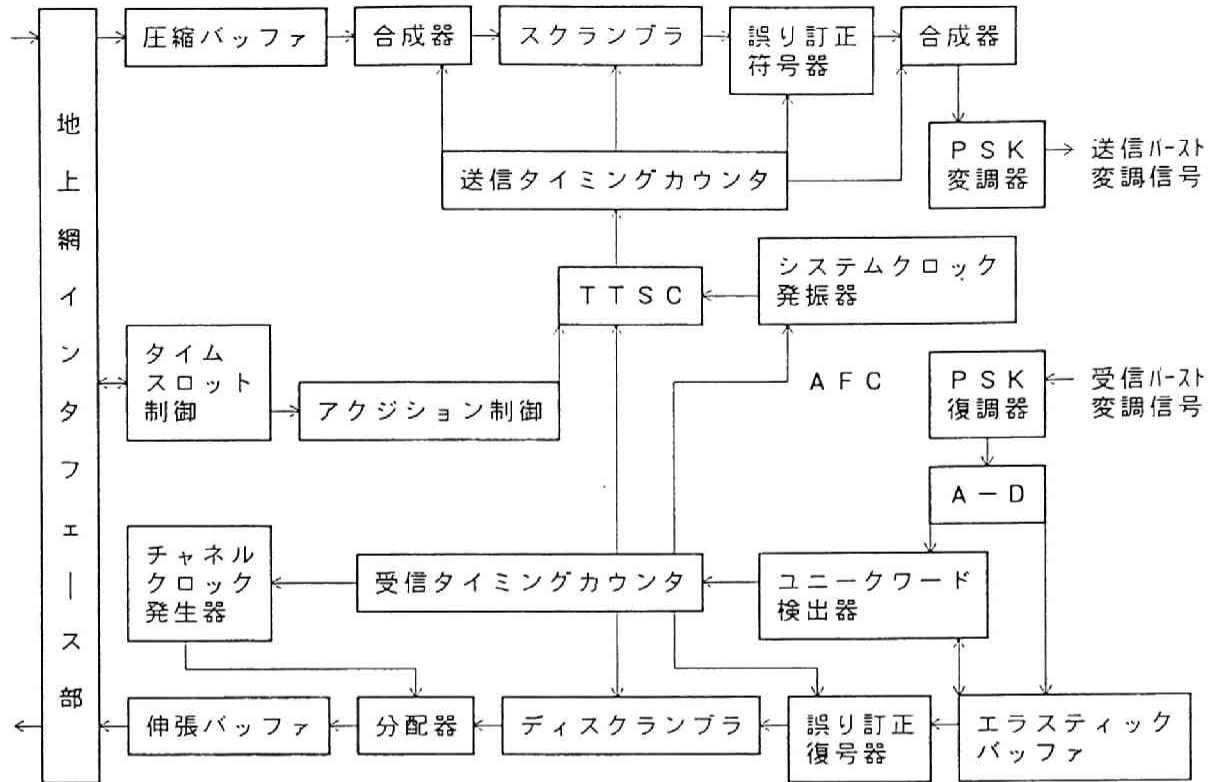 圧縮バッファ
合成器
スクランブラ
誤り訂正
符号器
合成器
地上網インタフェース部
PSK
変調器
送信バースト
変調信号
送信タイミングカウンタ
TTSC
システムクロック
発振器
タイム
スロット
制御
アクジション制御
AFC
PSK
復調器
受信バースト
変調信号
A-D
チャネル
クロック
発生器
受信タイミングカウンタ
ユニークワード
検出器
伸張バッファ
分配器
ディスクランブラ
誤り訂正
復号器
エラスティック
バッファ